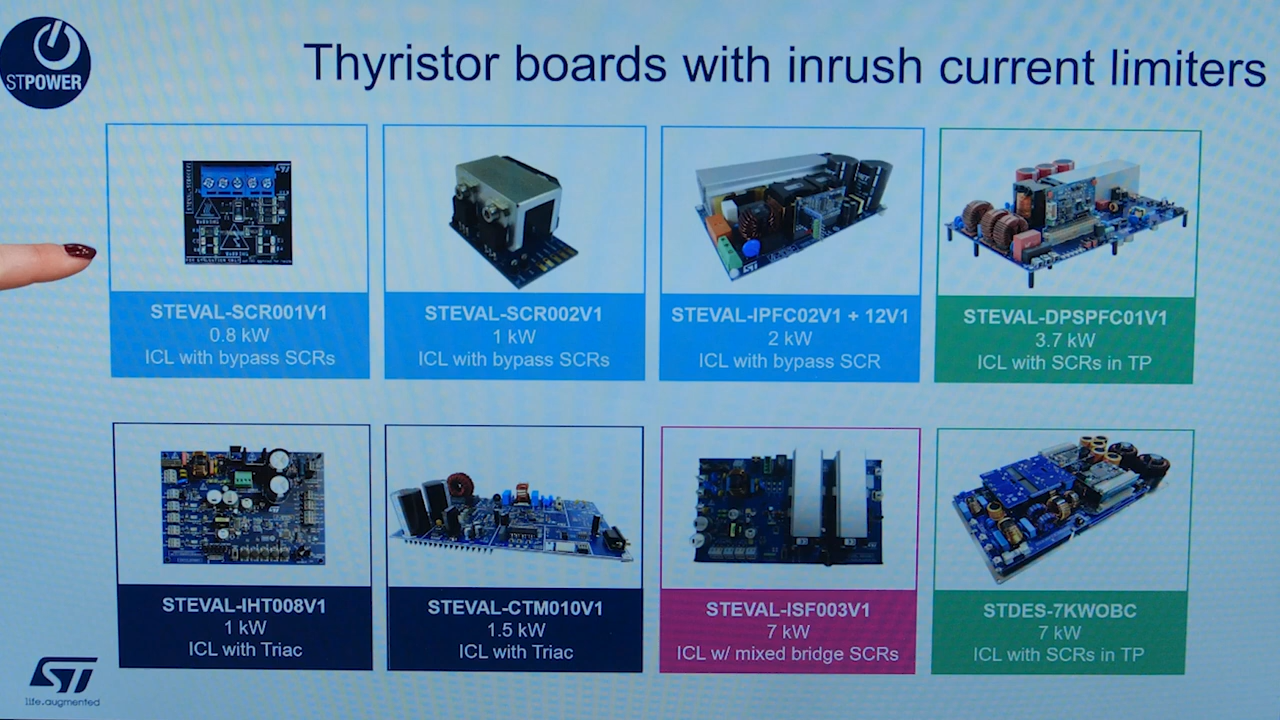 STPOWER
Thyristor boards with inrush current limiters
STEVAL-SCR001V1
0.8 kW
ICL with bypass SCRs
STEVAL-SCR002V1
1 kW
ICL with bypass SCRs
STEVAL-IPFC02V1 + 12V1
2 kW
ICL with bypass SCR
STEVAL-DPSPFC01V1
3.7 kW
ICL with SCRs in TP
STEVAL-IHT008V1
1 kW
ICL with Triac
STEVAL-CTM010V1
1.5 kW
ICL with Triac
STEVAL-ISF003V1
7 kW
ICL w/ mixed bridge SCRs
STDES-7KWOBC
7 kW
ICL with SCRs in TP
ST
life.augmented